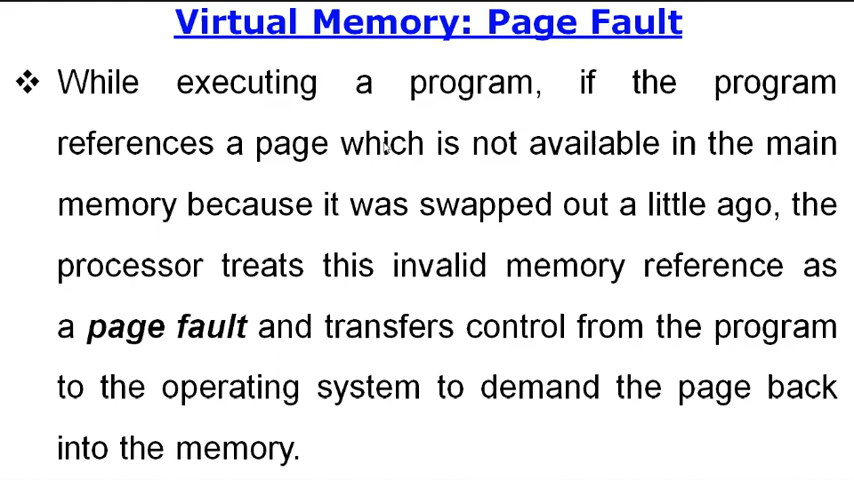 Virtual Memory: Page Fault
❖ While executing a program, if the program
references a page which is not available in the main
memory because it was swapped out a little ago, the
processor treats this invalid memory reference as
a page fault and transfers control from the program
to the operating system to demand the page back
into the memory.